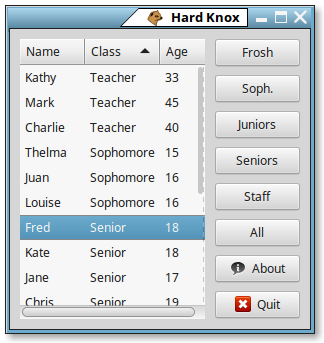 Hard Knox
Name Class Age
Kathy Teacher 33
Mark Teacher 45
Charlie Teacher 40
Thelma Sophomore 15
Juan Sophomore 16
Louise Sophomore 16
Fred Senior 18
Kate Senior 18
Jane Senior 17
Chris Senior 19
Frosh
Soph.
Juniors
Seniors
Staff
All
About
Quit